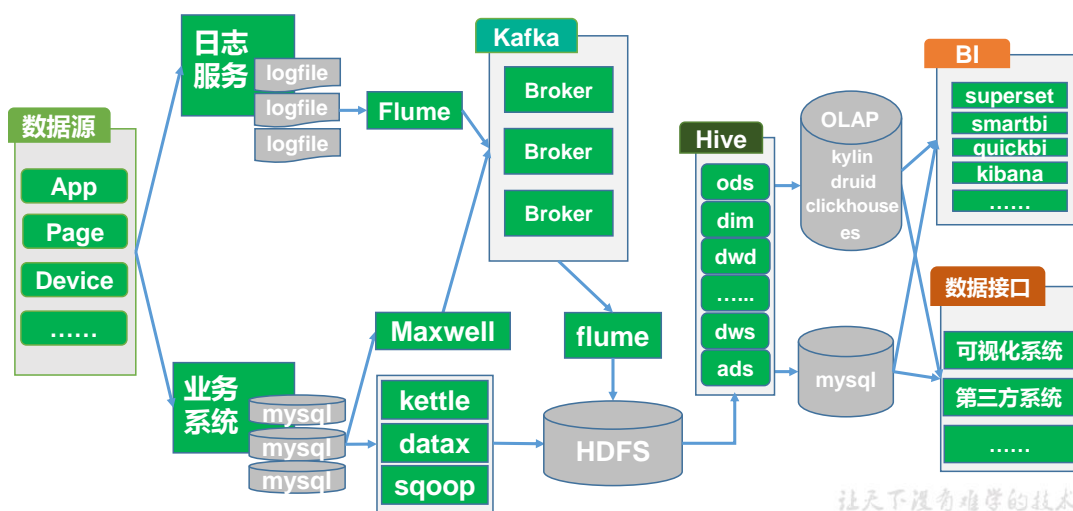 数据源
App
Page
Device
……
日志
服务
logfile
logfile
logfile
Flume
业务
系统
mysql
mysql
mysql
Maxwell
kettle
datax
sqoop
Kafka
Broker
Broker
Broker
flume
HDFS
Hive
ods
dim
dwd
…...
dws
ads
OLAP
kylin
druid
clickhouse
es
mysql
BI
superset
smartbi
quickbi
kibana
……
数据接口
可视化系统
第三方系统
……
让天下没有难学的技术